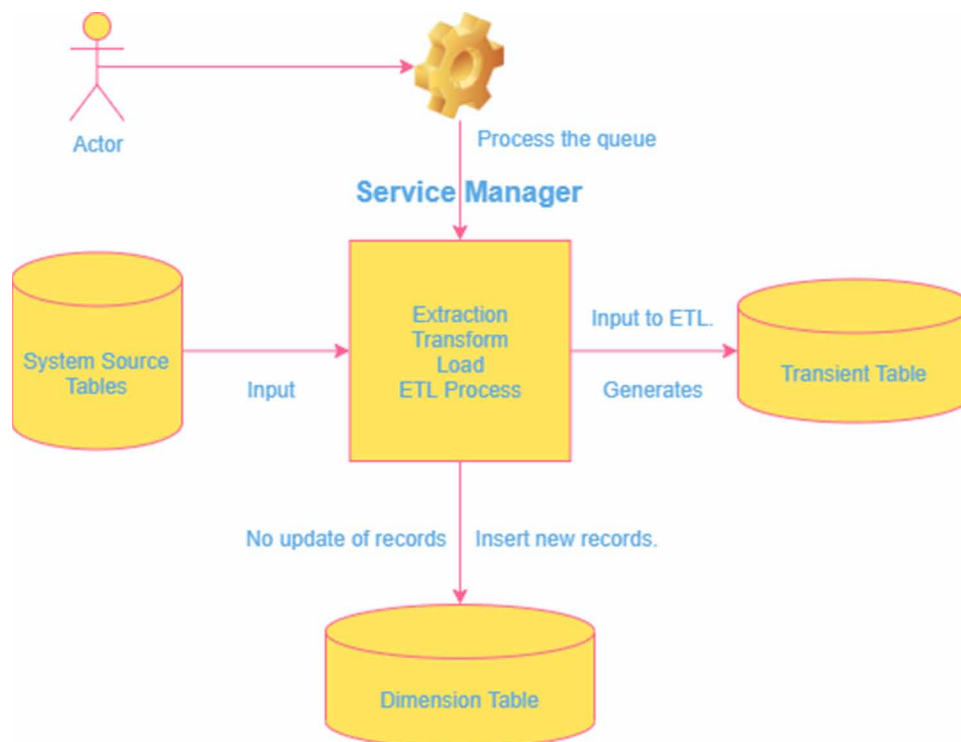 Actor
Process the queue
Service Manager
System Source
Tables
Input
Extraction
Transform
Load
ETL Process
Input to ETL.
Generates
Transient Table
No update of records
Insert new records.
Dimension Table